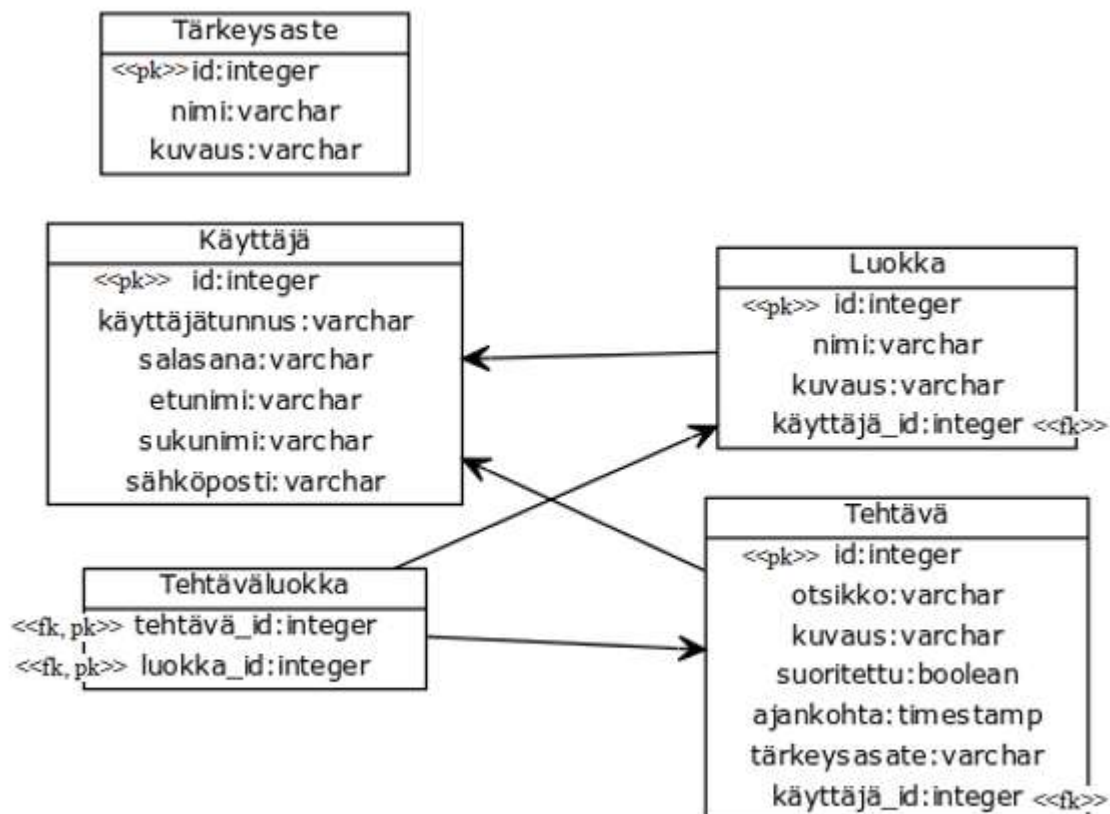 Tärkeysaste
<<pk>> id:integer
nimi:varchar
kuvaus:varchar
Käyttäjä
<<pk>> id:integer
käyttäjätunnus:varchar
salasana:varchar
etunimi:varchar
sukunimi:varchar
sähköposti:varchar
Luokka
<<pk>> id:integer
nimi:varchar
kuvaus:varchar
käyttäjä_id:integer <<fk>>
Tehtäväluokka
<<fk, pk>> tehtävä_id:integer
<<fk, pk>> luokka_id:integer
Tehtävä
<<pk>> id:integer
otsikko:varchar
kuvaus:varchar
suoritettu:boolean
ajankohta:timestamp
tärkeysasate:varchar
käyttäjä_id:integer <<fk>>